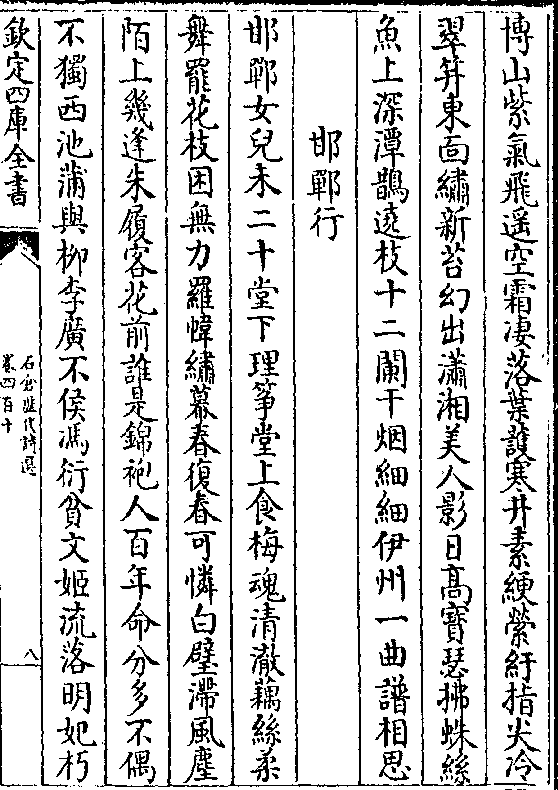 博山紫氣飛遥空霜凄落葉護寒井素綆縈紆指尖冷
翠筓東面繡新苔幻出瀟湘美人影日髙寳瑟拂蛛絲
魚上深潭鵲遶枝十二闌干烟細細伊州一曲譜相思
邯鄲行
邯鄲女兒未二十堂下理筝堂上食梅魂清澈藕絲柔
舞罷花枝困無力羅幃繡幕春復春可憐白璧滯風塵
陌上幾逢朱履客花前誰是錦袍人百年命分多不偶
不獨西池蒲與柳李廣不侯馮衍貧文姬流落明妃朽
欽定四庫全書
石倉歴代詩選
卷四百十
八